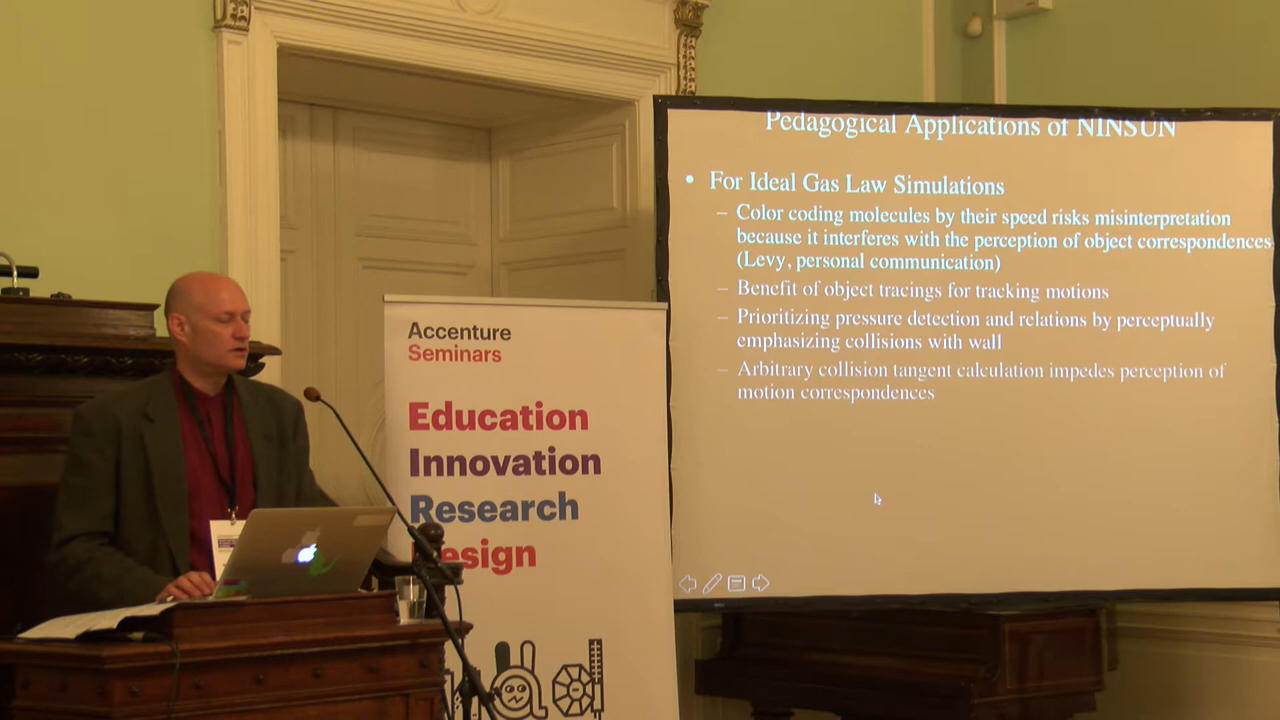 Accenture
Seminars
Education
Innovation
Research
Design
Pedagogical Applications of NINSUN
• For Ideal Gas Law Simulations
– Color coding molecules by their speed risks misinterpretation
because it interferes with the perception of object correspondences
(Levy, personal communication)
– Benefit of object tracings for tracking motions
– Prioritizing pressure detection and relations by perceptually
emphasizing collisions with wall
– Arbitrary collision tangent calculation impedes perception of
motion correspondences